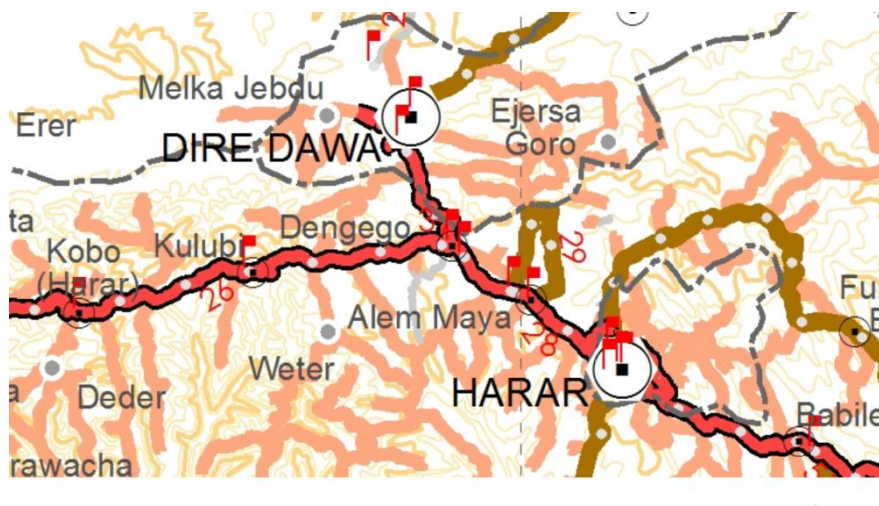 Melka Jebdu
Erer
Ejersa
Goro
DIRE DAWA
ta
Kobo
(Harar)
Kulubi
Dengego
29
26
Alem Maya
28
Fu
Weter
HARAR
Deder
Babile
rawacha